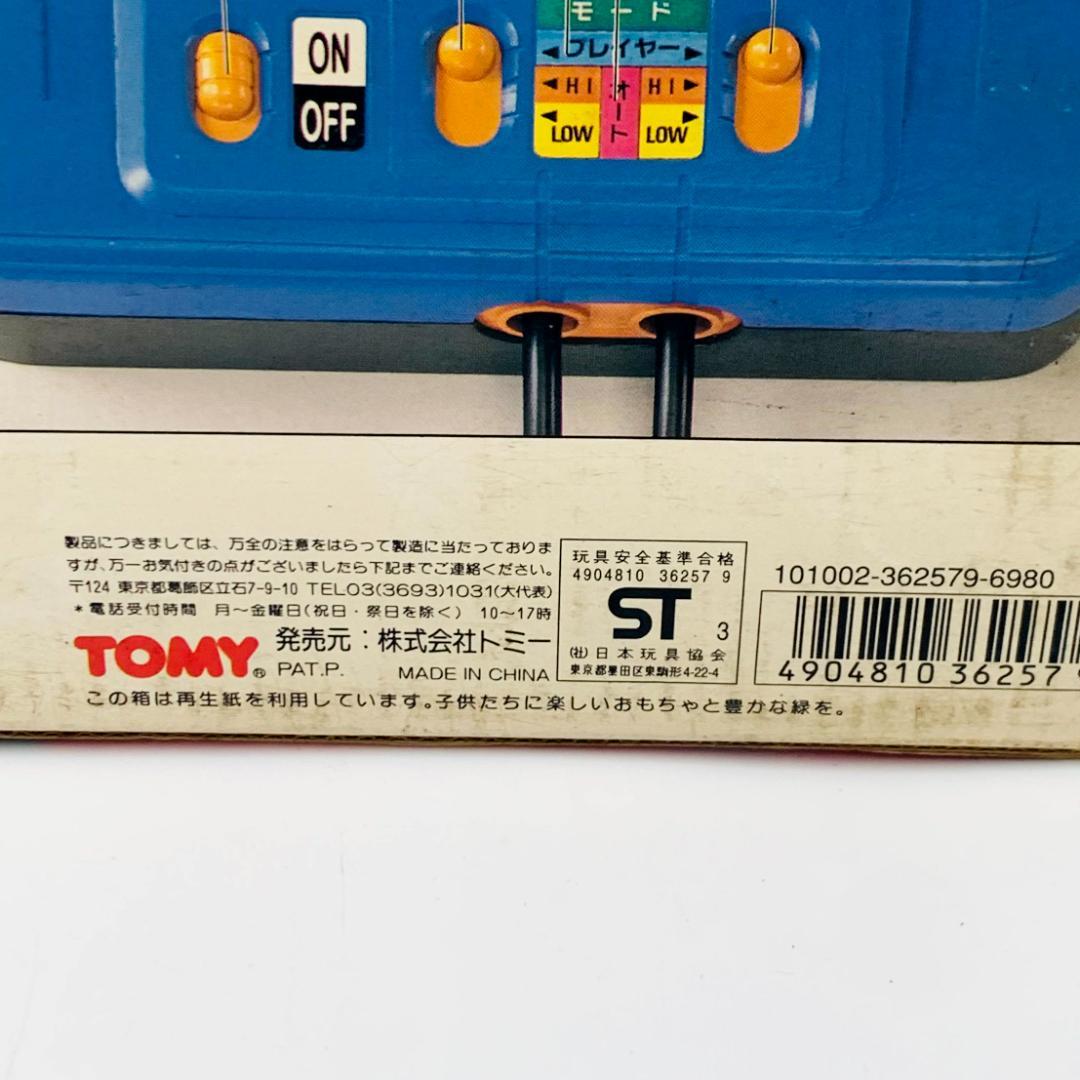 ON
OFF
モード
プレイヤー
HI
オート
HI
LOW
LOW
製品につきましては、万全の注意をはらって製造に当たっておりま
すが、万一お気付きの点がございましたら下記までご連絡ください。
〒124 東京都葛飾区立石7-9-10 TEL03(3693)1031(大代表)
*電話受付時間 月〜金曜日(祝日・祭日を除く) 10〜17時
TOMY® 発売元:株式会社トミー
PAT.P. MADE IN CHINA
この箱は再生紙を利用しています。子供たちに楽しいおもちゃと豊かな緑を。
玩具安全基準合格
4904810 36257 9
ST 3
(社)日本玩具協会
東京都墨田区東駒形4-22-4
101002-362579-6980
4904810 36257